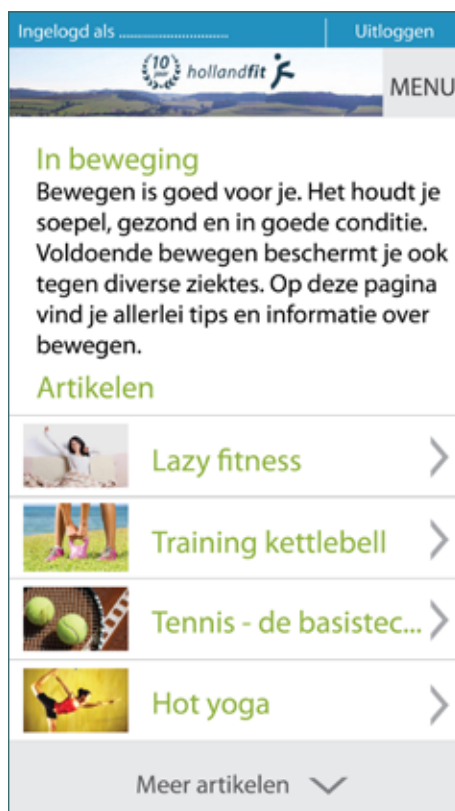 Ingelogd als ............................ Uitloggen
10 jaar hollandfit MENU
In beweging
Bewegen is goed voor je. Het houdt je
soepel, gezond en in goede conditie.
Voldoende bewegen beschermt je ook
tegen diverse ziektes. Op deze pagina
vind je allerlei tips en informatie over
bewegen.
Artikelen
Lazy fitness
Training kettlebell
Tennis - de basistec...
Hot yoga
Meer artikelen